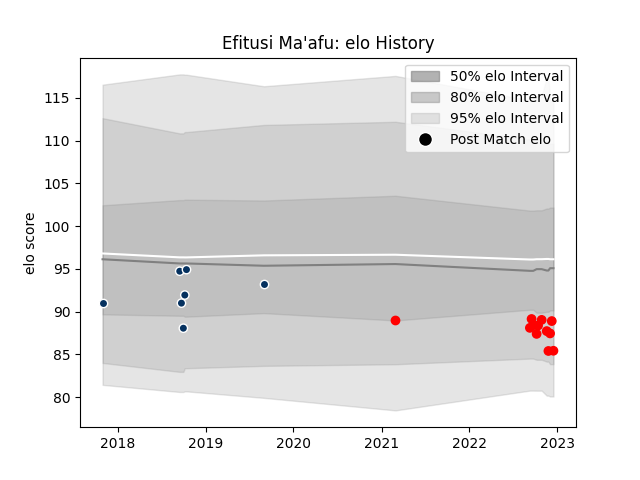 Efitusi Ma'afu: elo History
50% elo Interval
80% elo Interval
95% elo Interval
Post Match elo
elo score
115
110
105
100
95
90
85
80
2018 2019 2020 2021 2022 2023